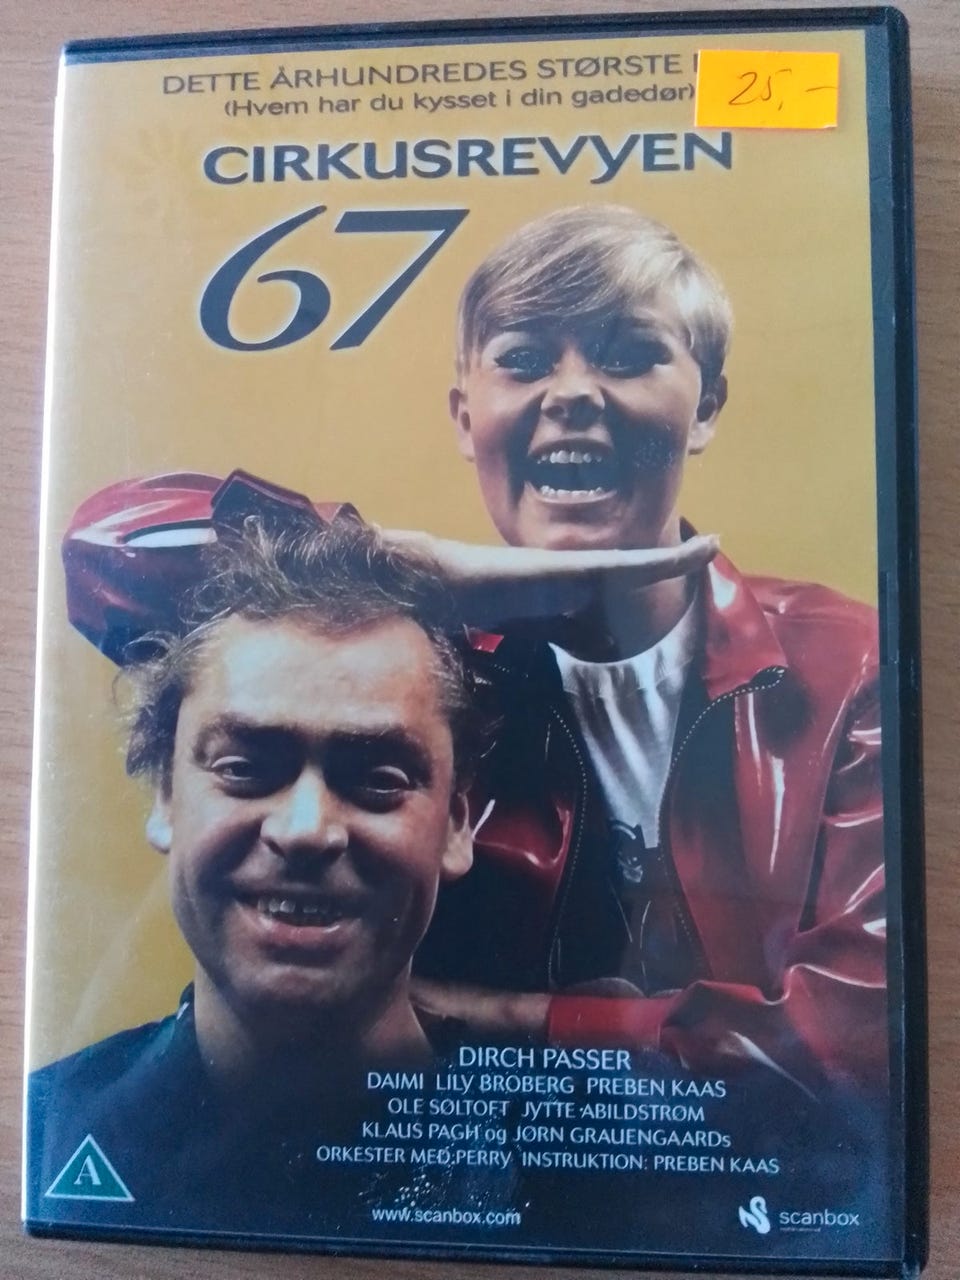 DETTE ÅRHUNDREDES STØRSTE
(Hvem har du kysset i din gadedør)
25,-
CIRKUSREVYEN
67
DIRCH PASSER
DAIMI LILY BROBERG PREBEN KAAS
OLE SØLTOFT JYTTE ABILDSTRØM
KLAUS PAGH og JØRN GRAUENGAARDs
ORKESTER MED PERRY INSTRUKTION: PREBEN KAAS
A
www.scanbox.com
scanbox